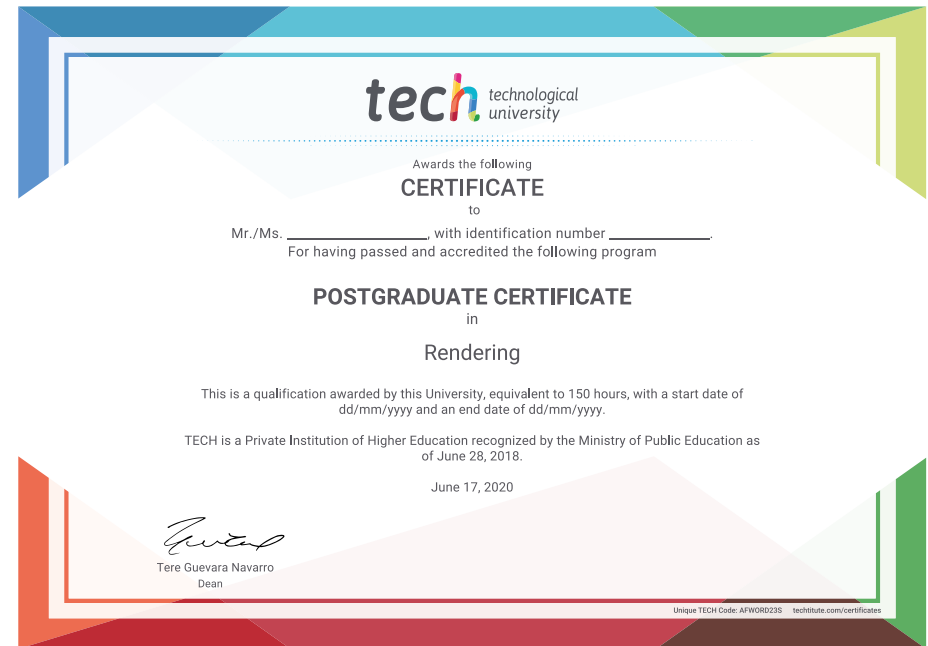 tech technological
university
Awards the following
CERTIFICATE
to
Mr./Ms. ____________________, with identification number ______________.
For having passed and accredited the following program
POSTGRADUATE CERTIFICATE
in
Rendering
This is a qualification awarded by this University, equivalent to 150 hours, with a start date of
dd/mm/yyyy and an end date of dd/mm/yyyy.
TECH is a Private Institution of Higher Education recognized by the Ministry of Public Education as
of June 28, 2018.
June 17, 2020
Tere Guevara Navarro
Dean
Unique TECH Code: AFWORD23S techtitute.com/certificates